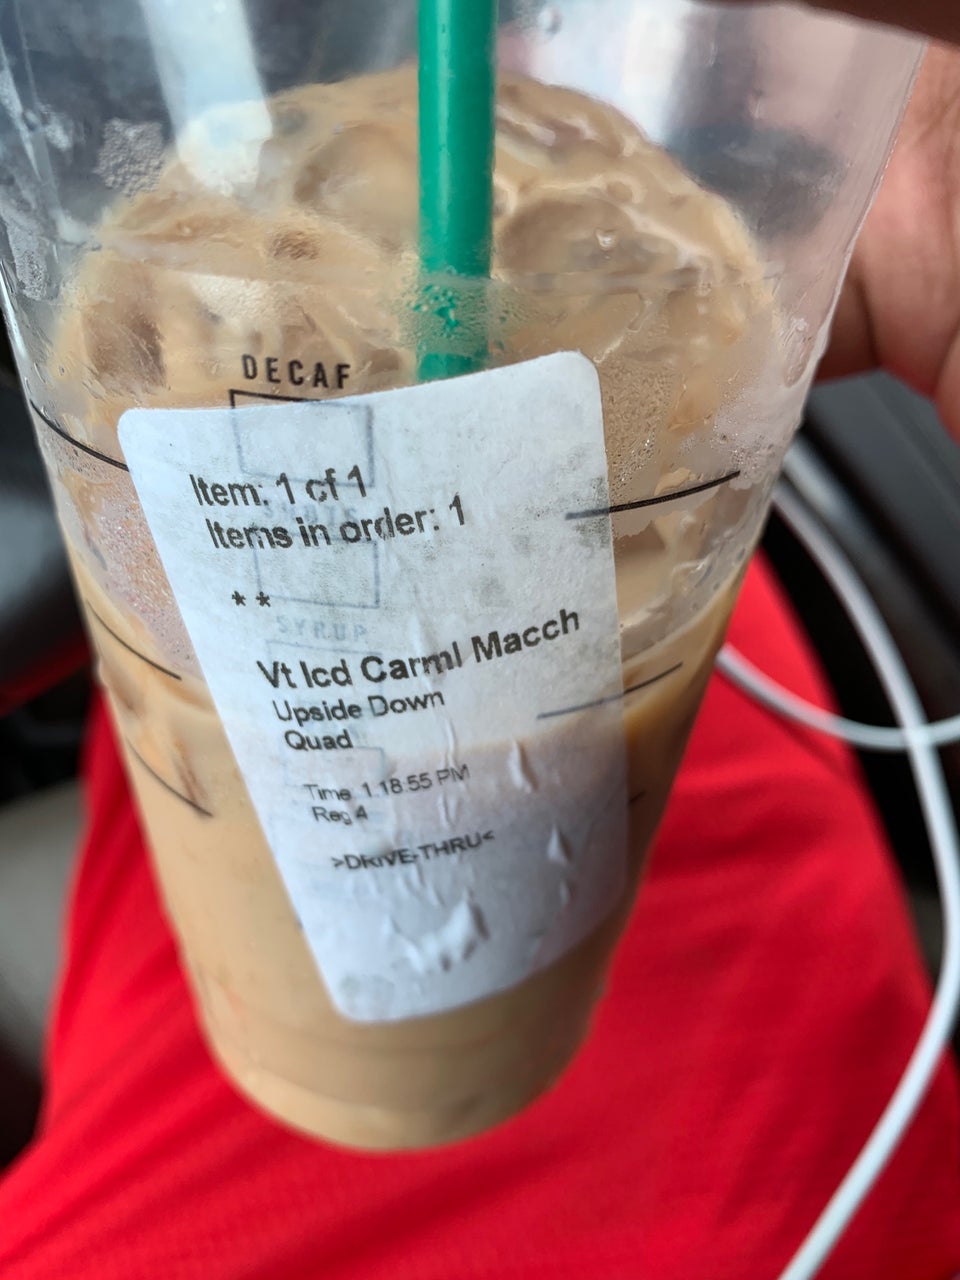 DECAF
Item: 1 of 1
Items in order: 1
**
SYRUP
Vt Icd Carml Macch
Upside Down
Quad
Time 1:18:55 PM
Reg 4
>DRIVE-THRU<